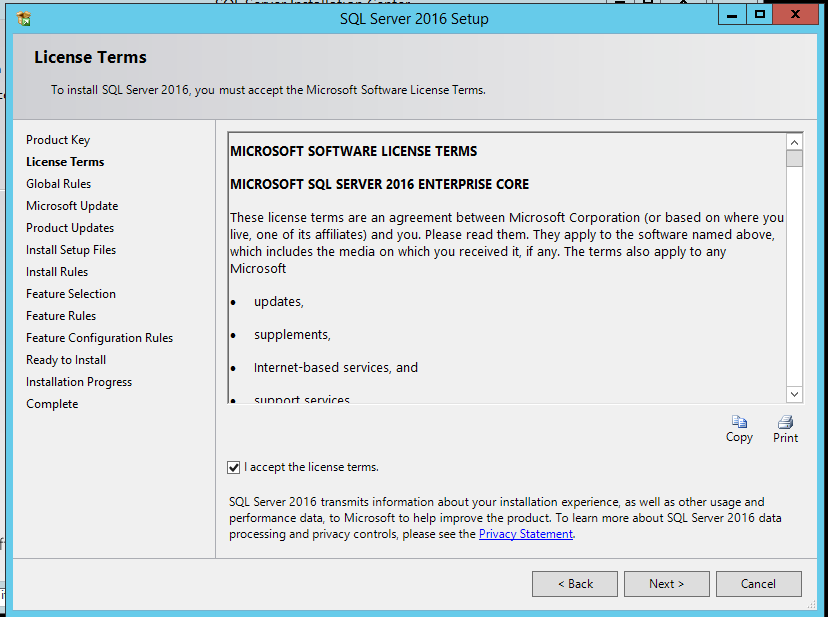 SQL Server Installation Center
SQL Server 2016 Setup
License Terms
To install SQL Server 2016, you must accept the Microsoft Software License Terms.
Product Key
License Terms
Global Rules
Microsoft Update
Product Updates
Install Setup Files
Install Rules
Feature Selection
Feature Rules
Feature Configuration Rules
Ready to Install
Installation Progress
Complete
MICROSOFT SOFTWARE LICENSE TERMS
MICROSOFT SQL SERVER 2016 ENTERPRISE CORE
These license terms are an agreement between Microsoft Corporation (or based on where you
live, one of its affiliates) and you. Please read them. They apply to the software named above,
which includes the media on which you received it, if any. The terms also apply to any
Microsoft
• updates,
• supplements,
• Internet-based services, and
• support services
Copy
Print
I accept the license terms.
SQL Server 2016 transmits information about your installation experience, as well as other usage and
performance data, to Microsoft to help improve the product. To learn more about SQL Server 2016 data
processing and privacy controls, please see the Privacy Statement.
< Back
Next >
Cancel